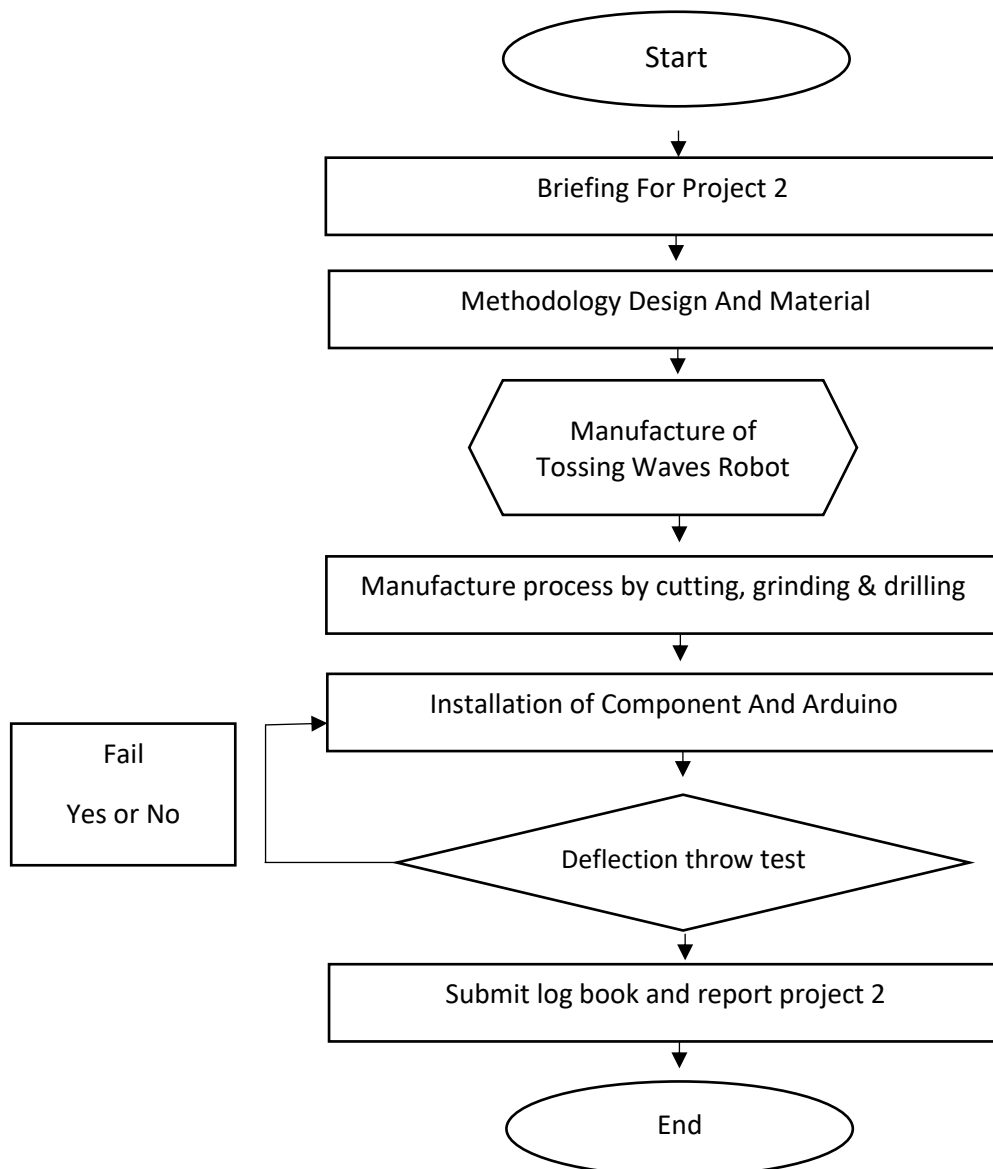 Start
Briefing For Project 2
Methodology Design And Material
Manufacture of
Tossing Waves Robot
Manufacture process by cutting, grinding & drilling
Installation of Component And Arduino
Fail
Yes or No
Deflection throw test
Submit log book and report project 2
End